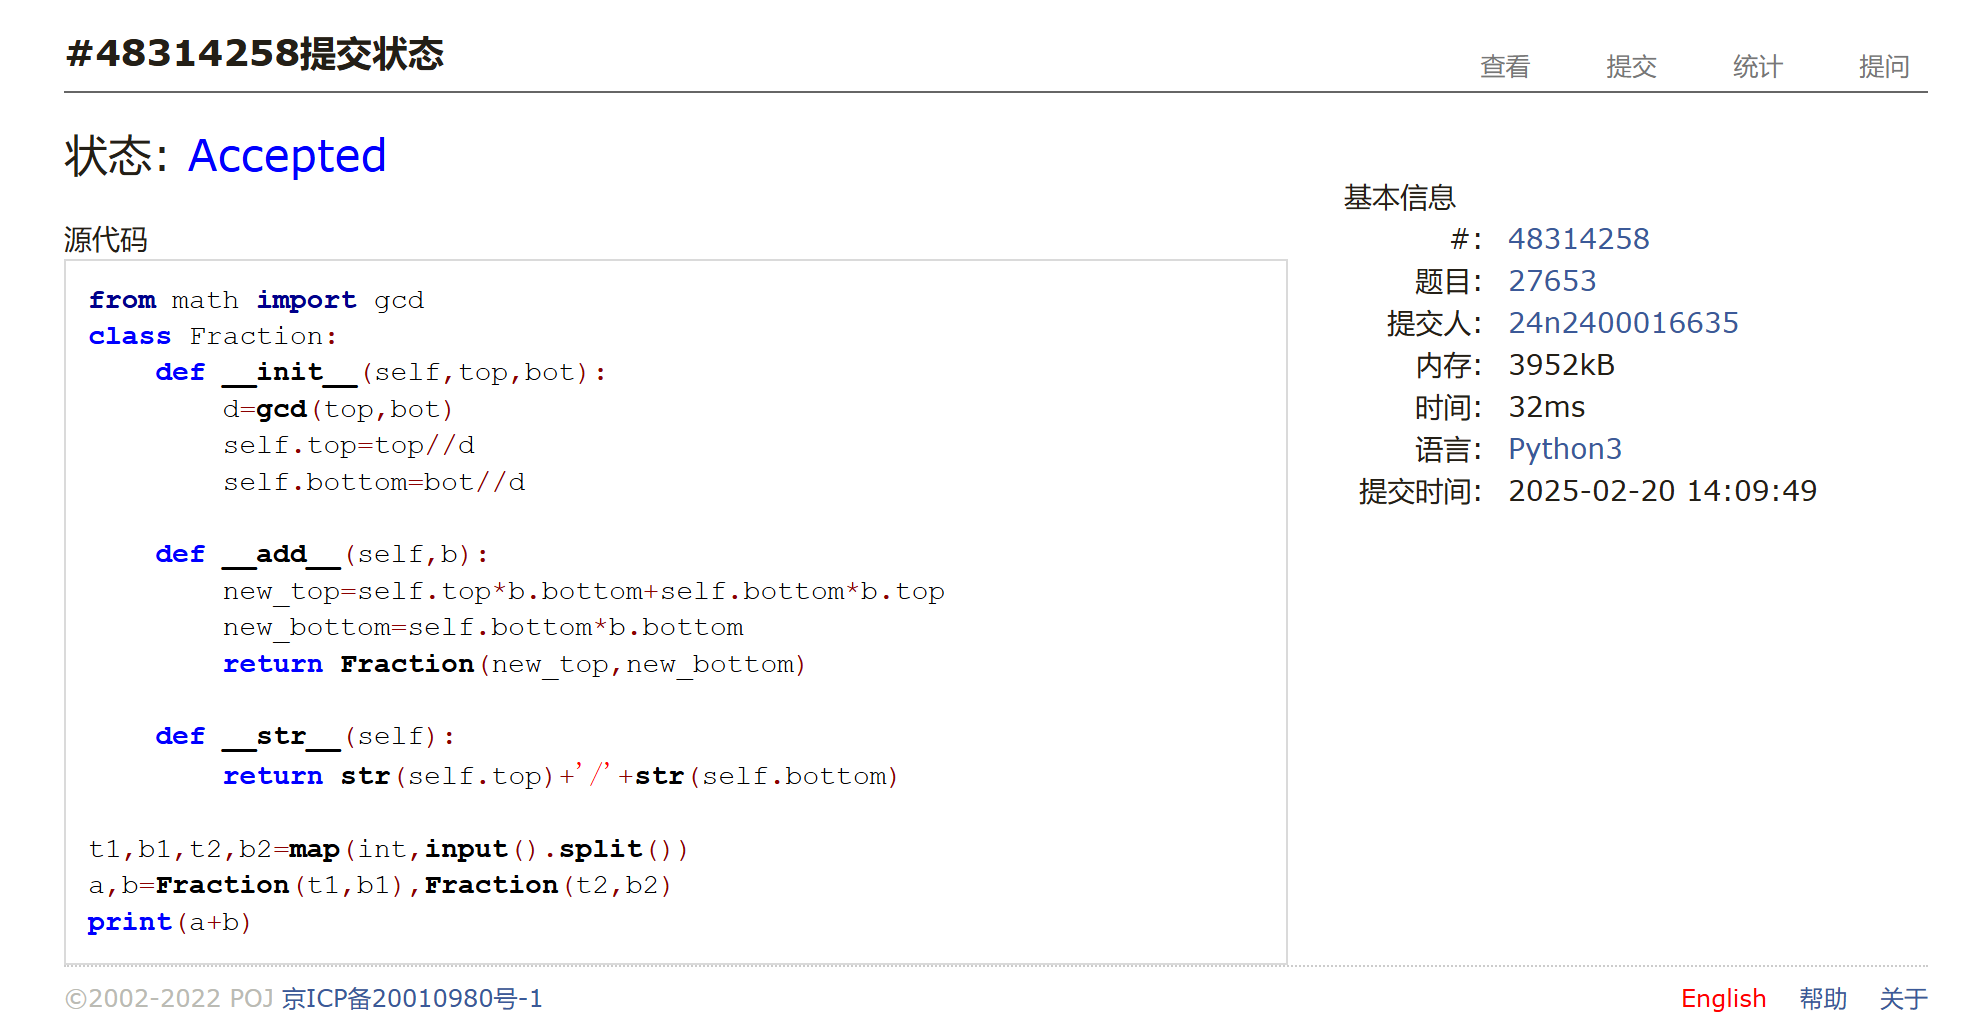 #48314258提交状态
查看 提交 统计 提问
状态: Accepted
源代码
from math import gcd
class Fraction:
    def __init__(self,top,bot):
        d=gcd(top,bot)
        self.top=top//d
        self.bottom=bot//d

    def __add__(self,b):
        new_top=self.top*b.bottom+self.bottom*b.top
        new_bottom=self.bottom*b.bottom
        return Fraction(new_top,new_bottom)

    def __str__(self):
        return str(self.top)+'/'+str(self.bottom)

t1,b1,t2,b2=map(int,input().split())
a,b=Fraction(t1,b1),Fraction(t2,b2)
print(a+b)
基本信息
#: 48314258
题目: 27653
提交人: 24n2400016635
内存: 3952kB
时间: 32ms
语言: Python3
提交时间: 2025-02-20 14:09:49
©2002-2022 POJ 京ICP备20010980号-1
English 帮助 关于